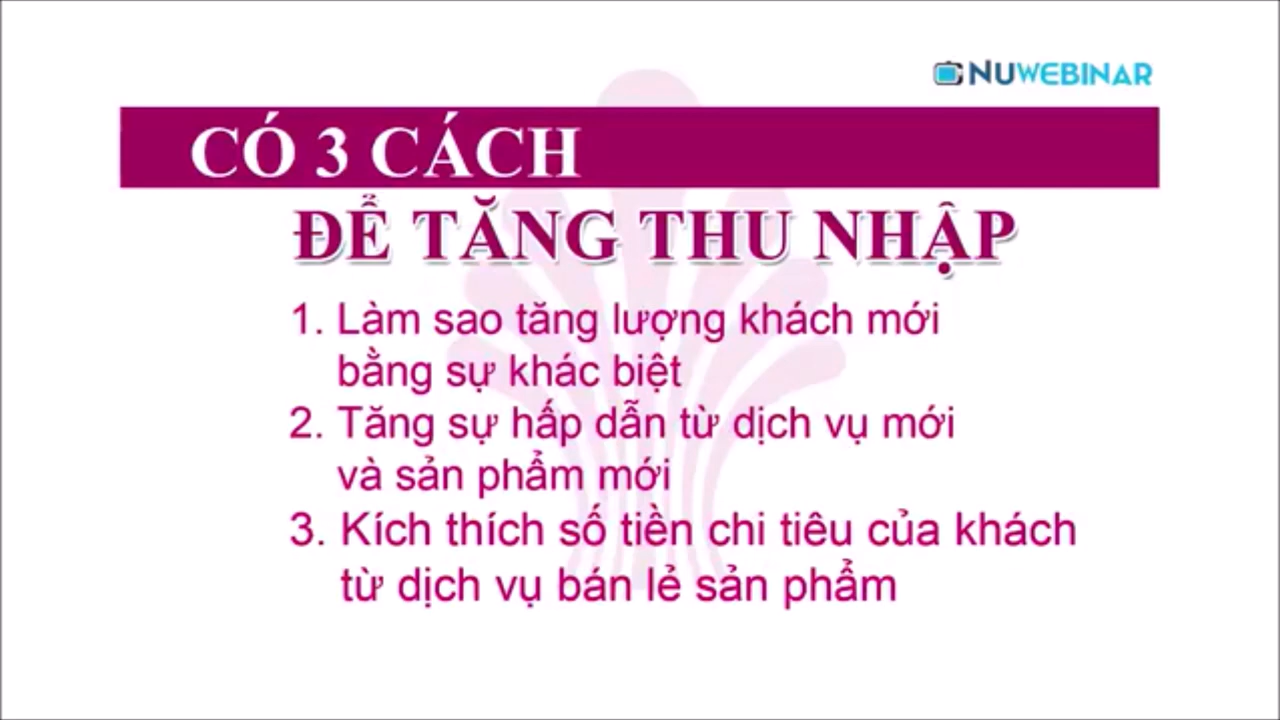 NUWEBINAR
CÓ 3 CÁCH
ĐỂ TĂNG THU NHẬP
1. Làm sao tăng lượng khách mới
bằng sự khác biệt
2. Tăng sự hấp dẫn từ dịch vụ mới
và sản phẩm mới
3. Kích thích số tiền chi tiêu của khách
từ dịch vụ bán lẻ sản phẩm